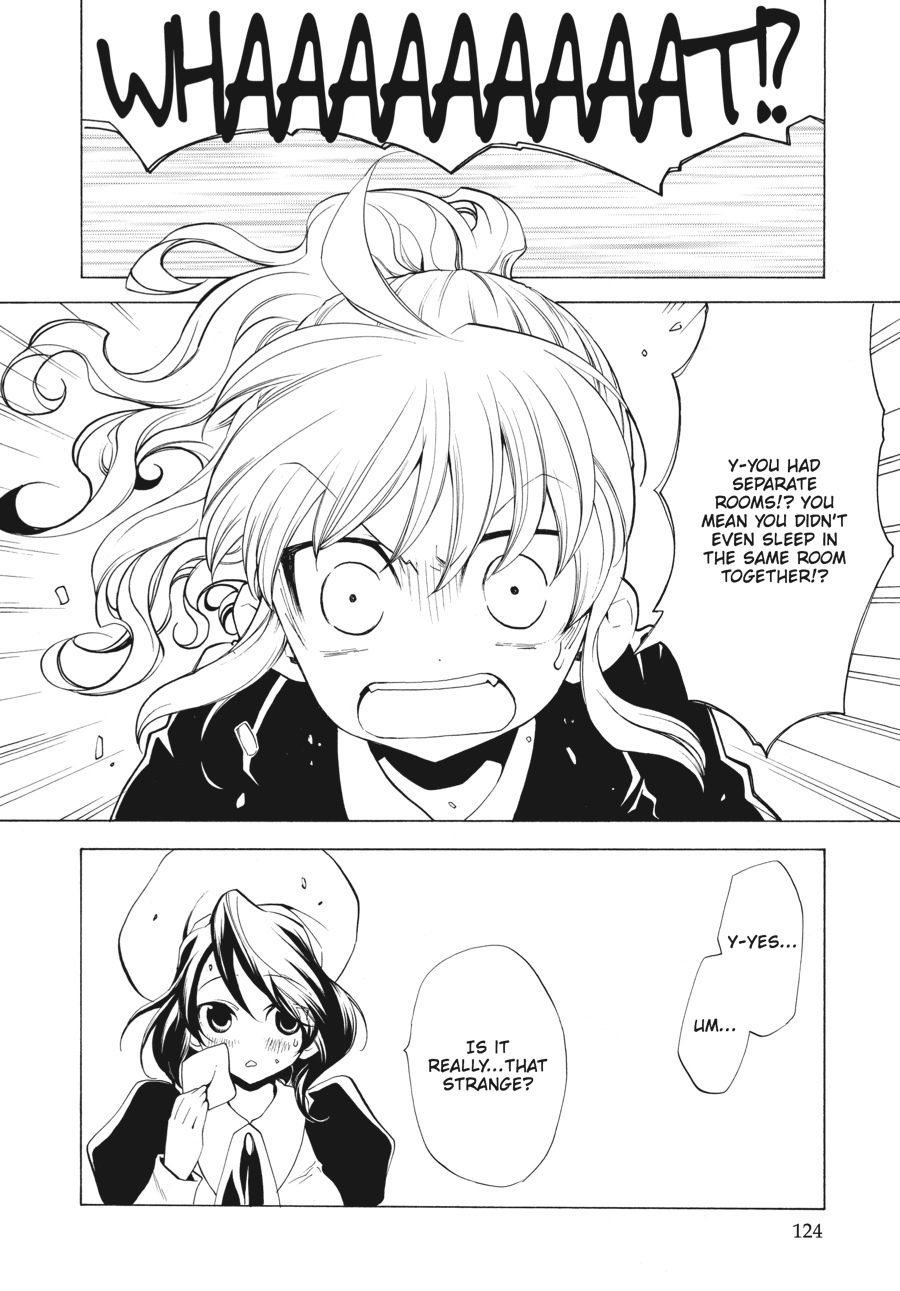 WHAAAAAAAAAT!?
Y-YOU HAD
SEPARATE
ROOMS!? YOU
MEAN YOU DIDN'T
EVEN SLEEP IN
THE SAME ROOM
TOGETHER!?
Y-YES...
UM...
IS IT
REALLY...THAT
STRANGE?
124